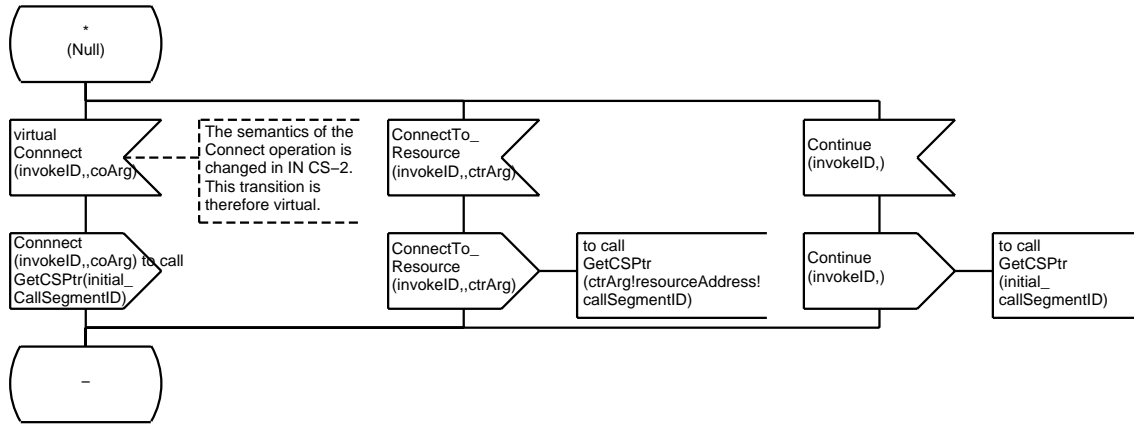 *
(Null)
virtual
Connnect
(invokeID,,coArg)
The semantics of the
Connect operation is
changed in IN CS−2.
This transition is
therefore virtual.
ConnectTo_
Resource
(invokeID,,ctrArg)
Continue
(invokeID,)
Connnect
(invokeID,,coArg) to call
GetCSPtr(initial_
CallSegmentID)
ConnectTo_
Resource
(invokeID,,ctrArg)
to call
GetCSPtr
(ctrArg!resourceAddress!
callSegmentID)
Continue
(invokeID,)
to call
GetCSPtr
(initial_
callSegmentID)
−